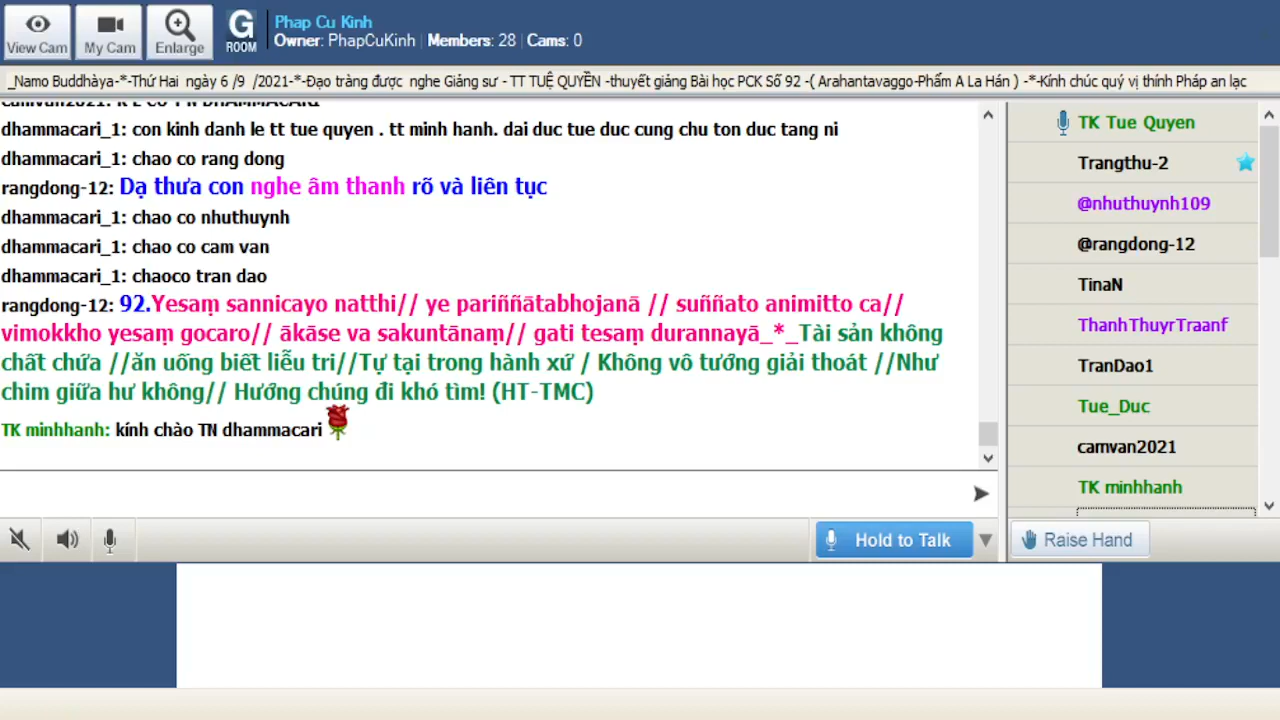 View Cam
My Cam
Enlarge
G
ROOM
Phap Cu Kinh
Owner: PhapCuKinh | Members: 28 | Cams: 0
_Namo Buddhàya-*-Thứ Hai ngày 6 /9 /2021-*-Đạo tràng được nghe Giảng sư - TT TUỆ QUYỀN -thuyết giảng Bài học PCK Số 92 -( Arahantavaggo-Phẩm A La Hán ) -*-Kính chúc quý vị thính Pháp an lạc
dhammacari_1: con kinh danh le tt tue quyen . tt minh hanh. dai duc tue duc cung chu ton duc tang ni
dhammacari_1: chao co rang dong
rangdong-12: Dạ thưa con nghe âm thanh rõ và liên tục
dhammacari_1: chao co nhuthuynh
dhammacari_1: chao co cam van
dhammacari_1: chaoco tran dao
rangdong-12: 92.Yesaṃ sannicayo natthi// ye pariññātabhojanā // suññato animitto ca//
vimokkho yesaṃ gocaro// ākāse va sakuntānaṃ// gati tesaṃ durannayā_*_Tài sản không
chất chứa //ăn uống biết liễu tri//Tự tại trong hành xứ / Không vô tướng giải thoát //Như
chim giữa hư không// Hướng chúng đi khó tìm! (HT-TMC)
TK minhhanh: kính chào TN dhammacari
TK Tue Quyen
Trangthu-2
@nhuthuynh109
@rangdong-12
TinaN
ThanhThuyrTraanf
TranDao1
Tue_Duc
camvan2021
TK minhhanh
Hold to Talk
Raise Hand